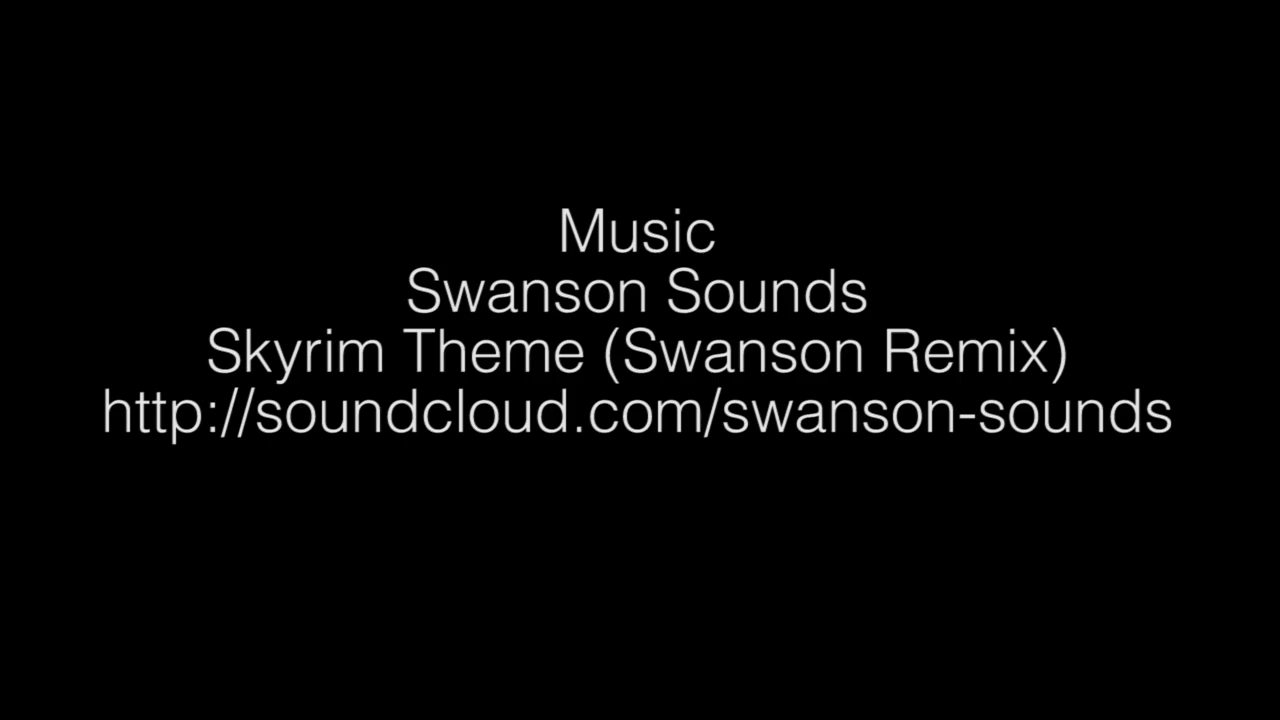 Music
Swanson Sounds
Skyrim Theme (Swanson Remix)
http://soundcloud.com/swanson-sounds